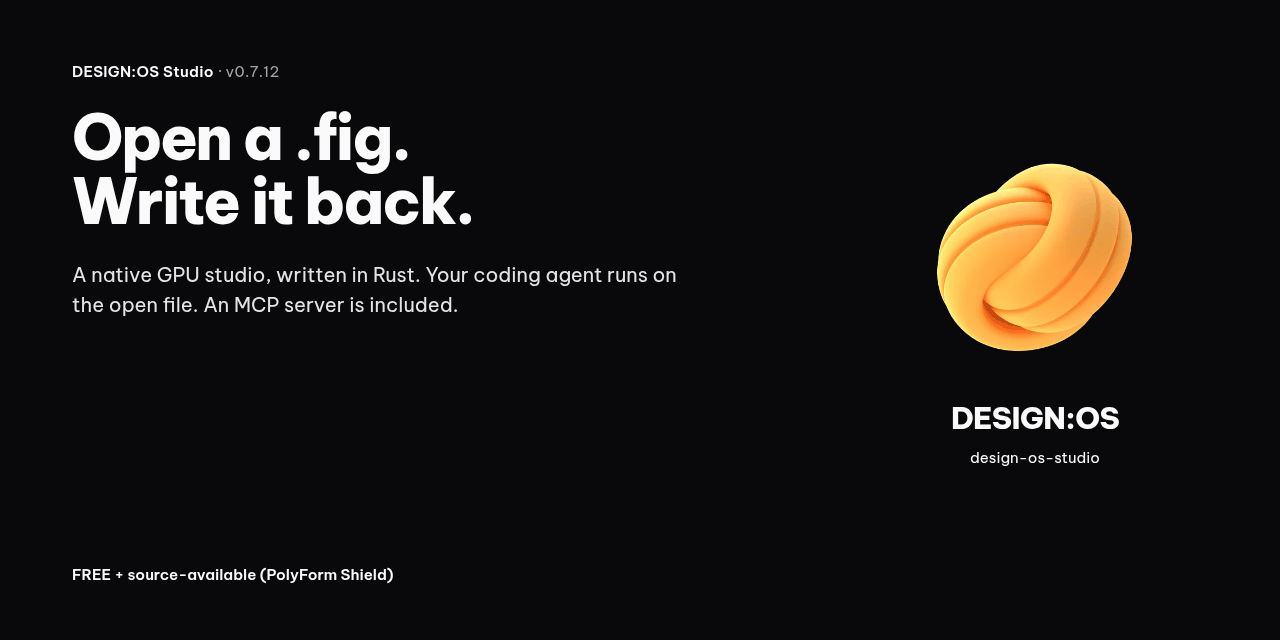 DESIGN:OS Studio · v0.7.12
Open a .fig.
Write it back.
A native GPU studio, written in Rust. Your coding agent runs on
the open file. An MCP server is included.
DESIGN:OS
design-os-studio
FREE + source-available (PolyForm Shield)